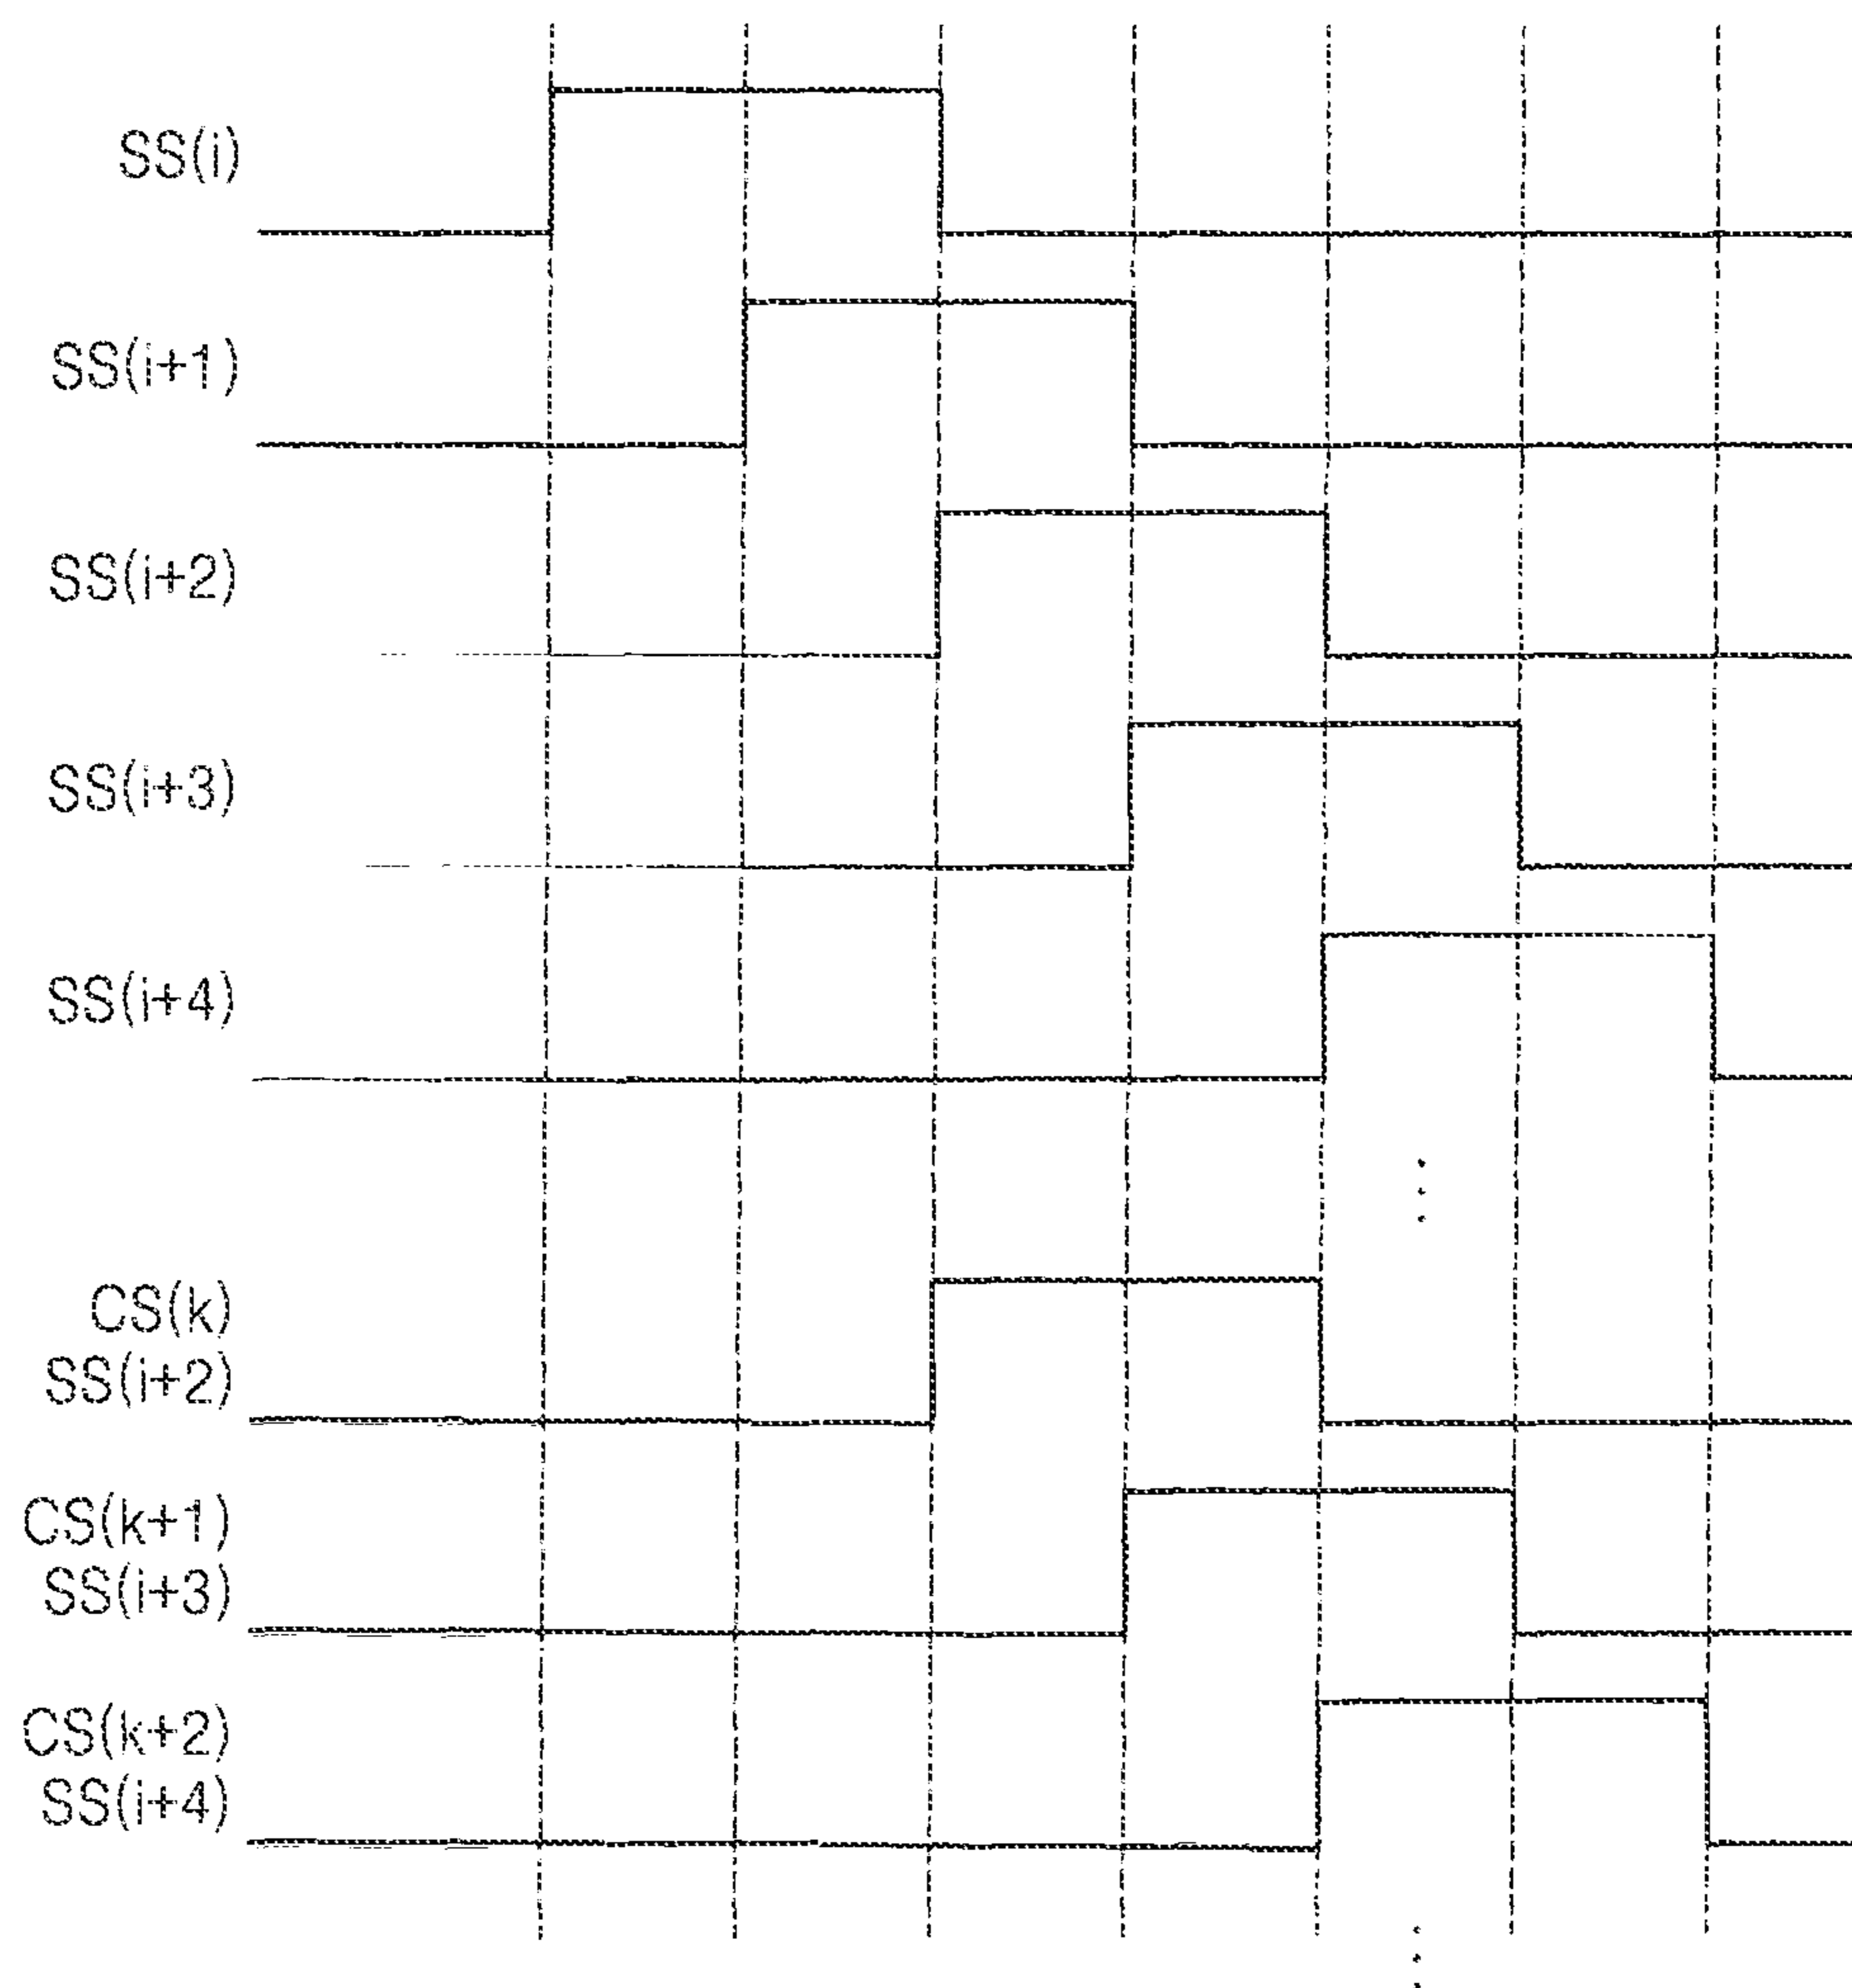 SS(i)
SS(i+1)
SS(i+2)
SS(i+3)
SS(i+4)
CS(k)
SS(i+2)
CS(k+1)
SS(i+3)
CS(k+2)
SS(i+4)